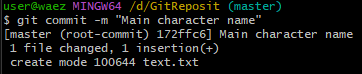 user@waez MINGW64 /d/GitReposit (master)
$ git commit -m "Main character name"
[master (root-commit) 172ffc6] Main character name
 1 file changed, 1 insertion(+)
 create mode 100644 text.txt